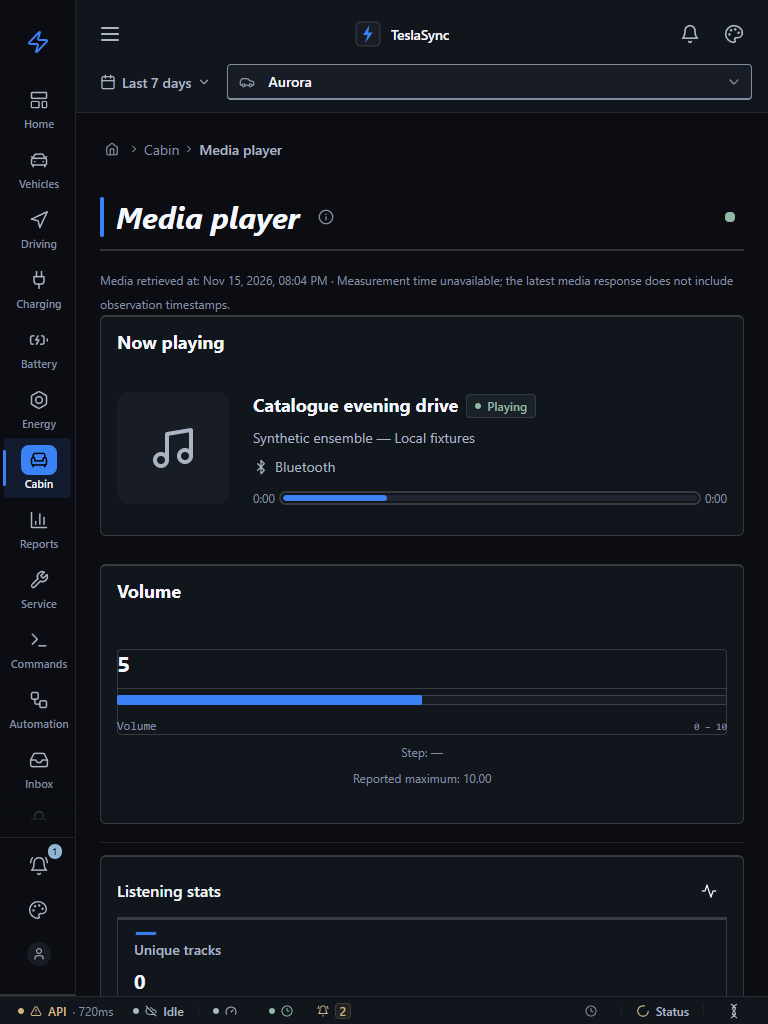 TeslaSync
Last 7 days
Aurora
Home
Vehicles
Driving
Charging
Battery
Energy
Cabin
Reports
Service
Commands
Automation
Inbox
1
Cabin
Media player
Media player
Media retrieved at: Nov 15, 2026, 08:04 PM · Measurement time unavailable; the latest media response does not include
observation timestamps.
Now playing
Catalogue evening drive
Playing
Synthetic ensemble — Local fixtures
Bluetooth
0:00
0:00
Volume
5
Volume
0 – 10
Step: —
Reported maximum: 10.00
Listening stats
Unique tracks
0
API · 720ms
Idle
2
Status